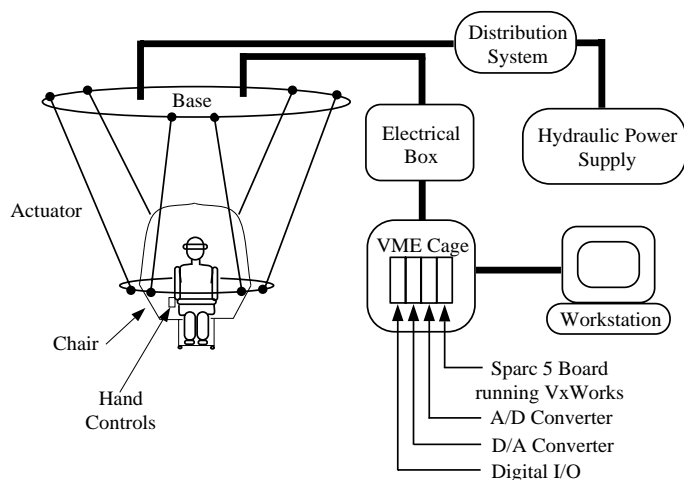 Distribution
System
Base
Electrical
Box
Hydraulic Power
Supply
Actuator
VME Cage
Workstation
Chair
Hand
Controls
Sparc 5 Board
running VxWorks
A/D Converter
D/A Converter
Digital I/O